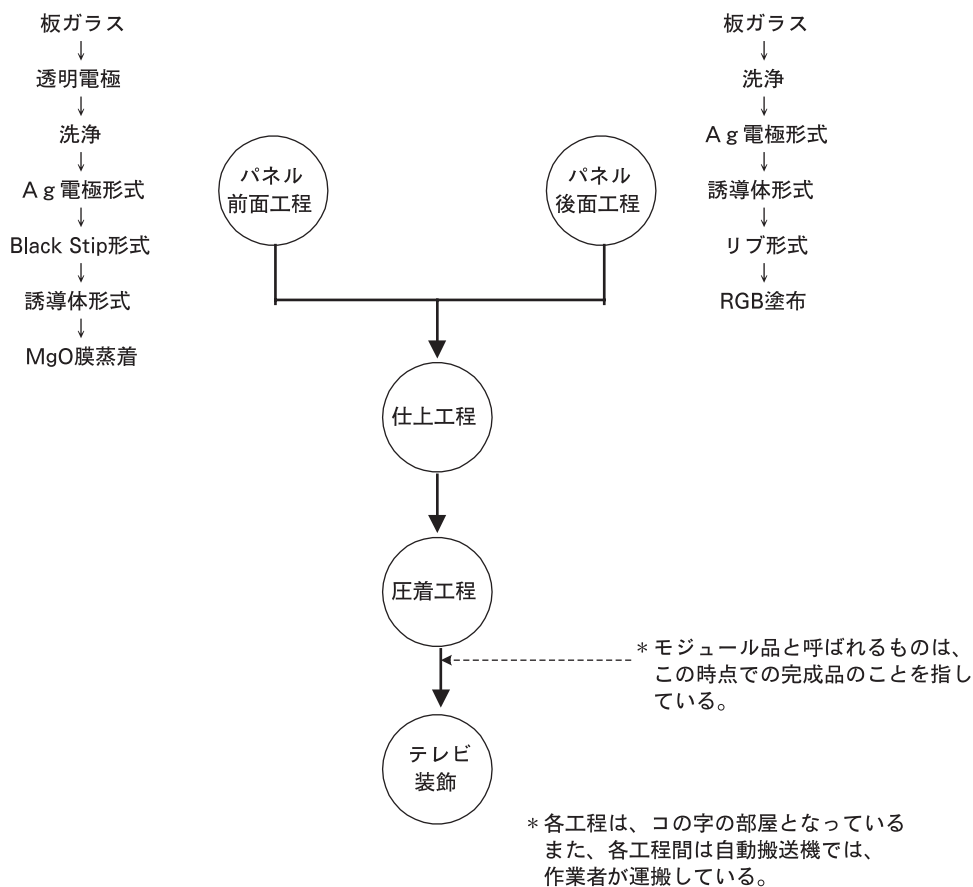 板ガラス
↓
透明電極
↓
洗浄
↓
Ag電極形式
↓
Black Stip形式
↓
誘導体形式
↓
MgO膜蒸着
板ガラス
↓
洗浄
↓
Ag電極形式
↓
誘導体形式
↓
リブ形式
↓
RGB塗布
パネル
前面工程
パネル
後面工程
仕上工程
圧着工程
＊モジュール品と呼ばれるものは、
この時点での完成品のことを指し
ている。
テレビ
装飾
＊各工程は、コの字の部屋となっている
また、各工程間は自動搬送機では、
作業者が運搬している。